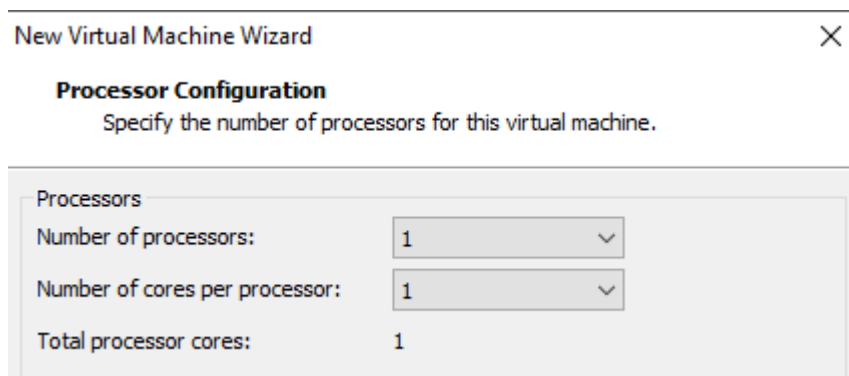 New Virtual Machine Wizard
Processor Configuration
Specify the number of processors for this virtual machine.
Processors
Number of processors: 1
Number of cores per processor: 1
Total processor cores: 1